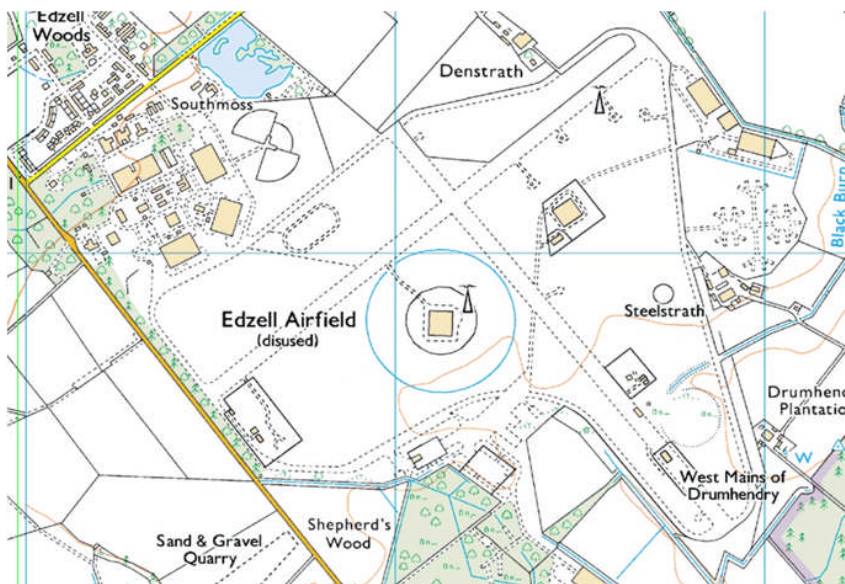 Edzell
Woods
Denstrath
Southmoss
Black Burn
Edzell Airfield
(disused)
Steelstrath
Drumhend
Plantatio
W
West Mains of
Drumhendry
Sand & Gravel
Quarry
Shepherd's
Wood